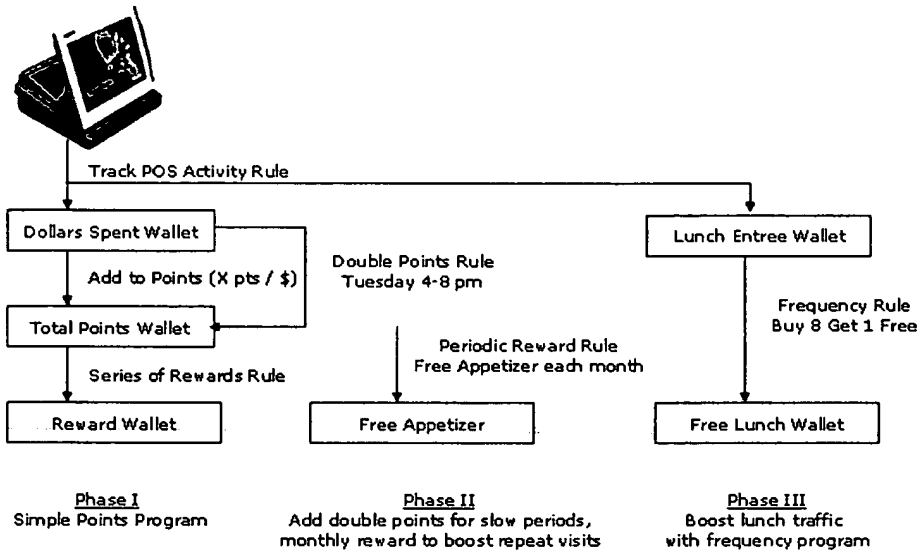 Track POS Activity Rule
Dollars Spent Wallet
Lunch Entree Wallet
Add to Points (X pts / $)
Double Points Rule
Tuesday 4-8 pm
Total Points Wallet
Frequency Rule
Buy 8 Get 1 Free
Series of Rewards Rule
Periodic Reward Rule
Free Appetizer each month
Reward Wallet
Free Appetizer
Free Lunch Wallet
Phase I
Simple Points Program
Phase II
Add double points for slow periods,
monthly reward to boost repeat visits
Phase III
Boost lunch traffic
with frequency program